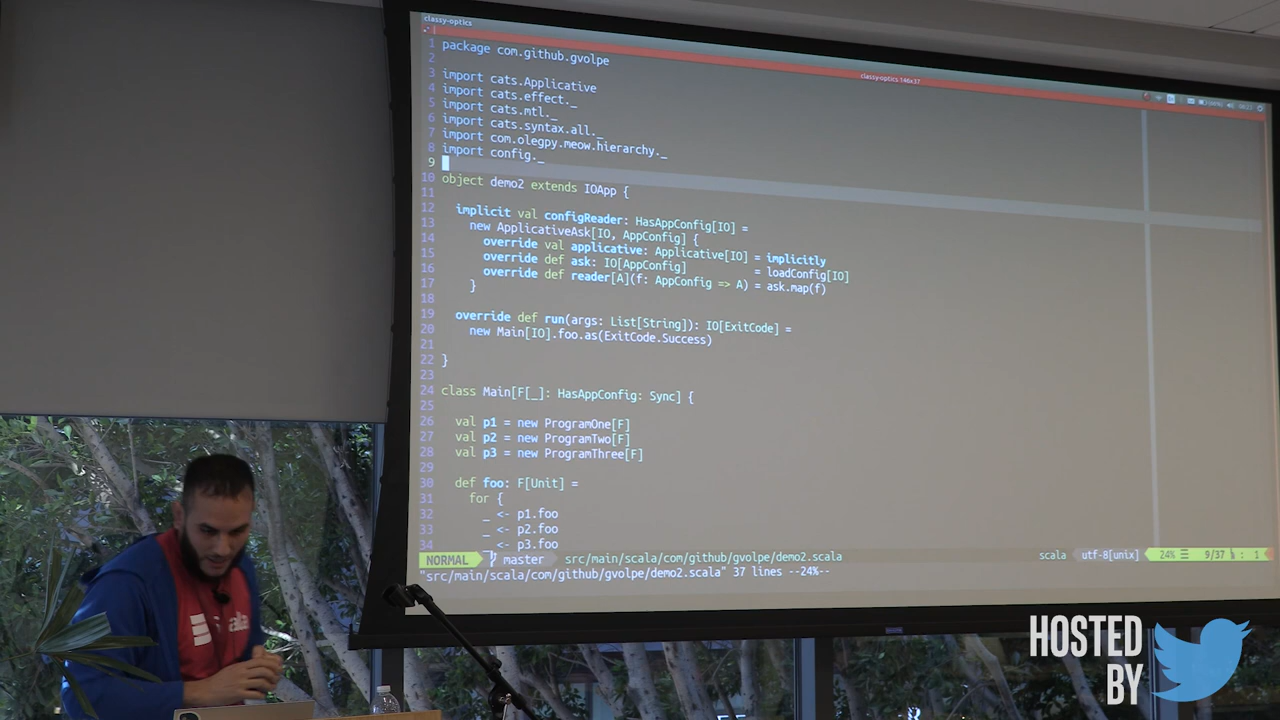 classy-optics
classy-optics 146x37
1 package com.github.gvolpe
2
3 import cats.Applicative
4 import cats.effect._
5 import cats.mtl._
6 import cats.syntax.all._
7 import com.olegpy.meow.hierarchy._
8 import config._
9
10 object demo2 extends IOApp {
11
12 implicit val configReader: HasAppConfig[IO] =
13 new ApplicativeAsk[IO, AppConfig] {
14 override val applicative: Applicative[IO] = implicitly
15 override def ask: IO[AppConfig] = loadConfig[IO]
16 override def reader[A](f: AppConfig => A) = ask.map(f)
17 }
18
19 override def run(args: List[String]): IO[ExitCode] =
20 new Main[IO].foo.as(ExitCode.Success)
21
22 }
23
24 class Main[F[_]: HasAppConfig: Sync] {
25
26 val p1 = new ProgramOne[F]
27 val p2 = new ProgramTwo[F]
28 val p3 = new ProgramThree[F]
29
30 def foo: F[Unit] =
31 for {
32 _ <- p1.foo
33 _ <- p2.foo
34 _ <- p3.foo
NORMAL master src/main/scala/com/github/gvolpe/demo2.scala scala utf-8[unix] 24% 9/37 : 1
"src/main/scala/com/github/gvolpe/demo2.scala" 37 lines --24%--
HOSTED
BY